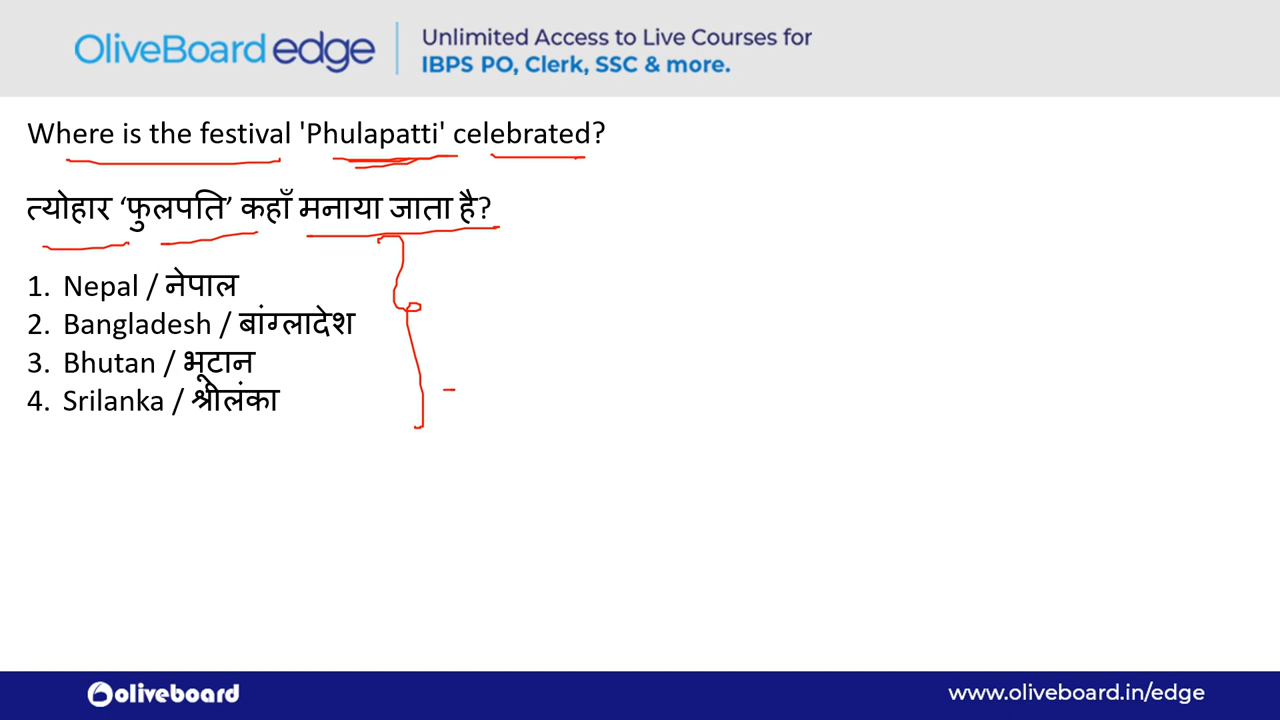 OliveBoard edge
Unlimited Access to Live Courses for
IBPS PO, Clerk, SSC & more.
Where is the festival 'Phulapatti' celebrated?
त्योहार ‘फुलपति’ कहाँ मनाया जाता है?
1. Nepal / नेपाल
2. Bangladesh / बांग्लादेश
3. Bhutan / भूटान
4. Srilanka / श्रीलंका
oliveboard
www.oliveboard.in/edge